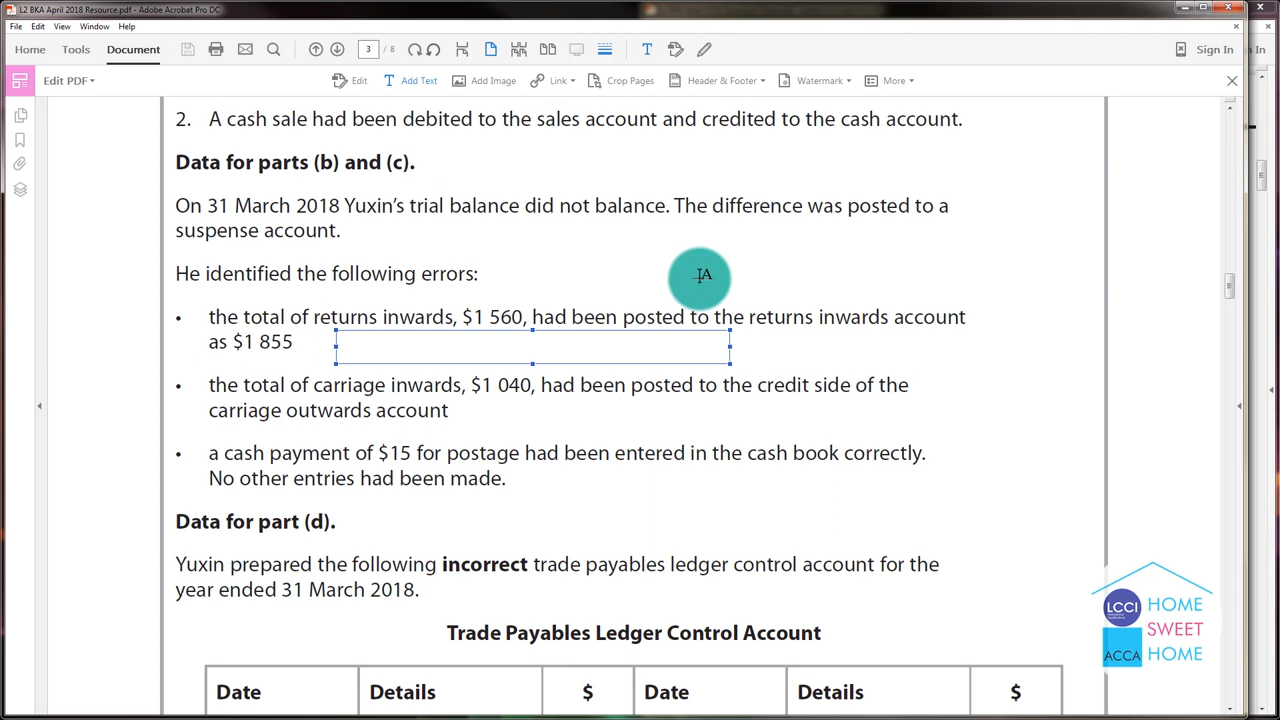 L2 BKA April 2018 Resource.pdf - Adobe Acrobat Pro DC
File Edit View Window Help
Home Tools Document 3 / 8 Sign In
Edit PDF Edit Add Text Add Image Link Crop Pages Header & Footer Watermark More
2. A cash sale had been debited to the sales account and credited to the cash account.
Data for parts (b) and (c).
On 31 March 2018 Yuxin’s trial balance did not balance. The difference was posted to a
suspense account.
He identified the following errors:
• the total of returns inwards, $1 560, had been posted to the returns inwards account
as $1 855
• the total of carriage inwards, $1 040, had been posted to the credit side of the
carriage outwards account
• a cash payment of $15 for postage had been entered in the cash book correctly.
No other entries had been made.
Data for part (d).
Yuxin prepared the following incorrect trade payables ledger control account for the
year ended 31 March 2018.
Trade Payables Ledger Control Account
Date Details $ Date Details $
LCCI HOME
SWEET
ACCA HOME